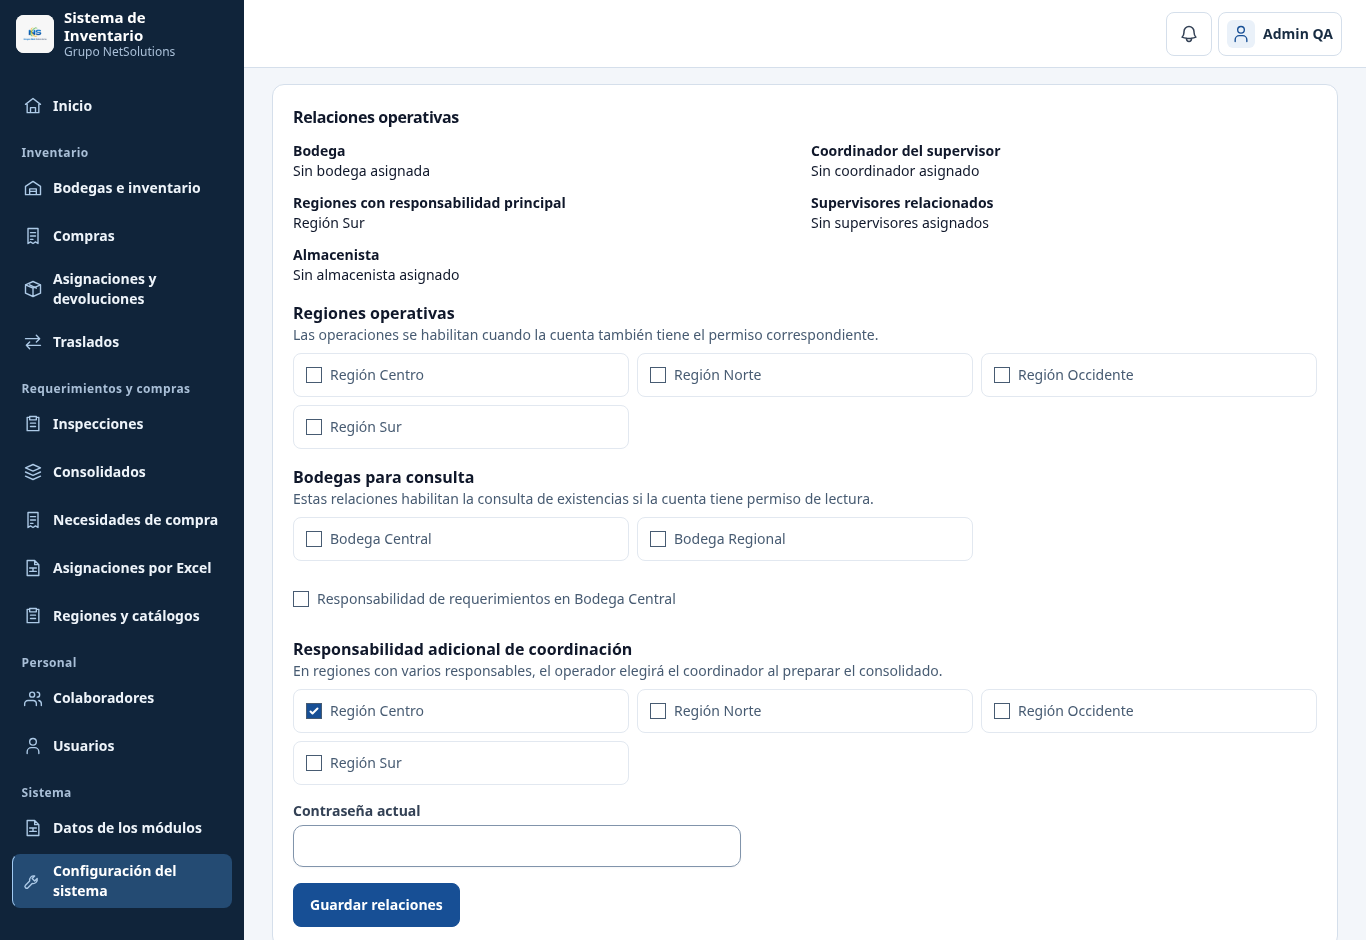 Sistema de
Inventario
Grupo NetSolutions
NS
Inicio
Inventario
Bodegas e inventario
Compras
Asignaciones y
devoluciones
Traslados
Requerimientos y compras
Inspecciones
Consolidados
Necesidades de compra
Asignaciones por Excel
Regiones y catálogos
Personal
Colaboradores
Usuarios
Sistema
Datos de los módulos
Configuración del
sistema
Admin QA
Relaciones operativas
Bodega
Sin bodega asignada
Coordinador del supervisor
Sin coordinador asignado
Regiones con responsabilidad principal
Región Sur
Supervisores relacionados
Sin supervisores asignados
Almacenista
Sin almacenista asignado
Regiones operativas
Las operaciones se habilitan cuando la cuenta también tiene el permiso correspondiente.
Región Centro
Región Norte
Región Occidente
Región Sur
Bodegas para consulta
Estas relaciones habilitan la consulta de existencias si la cuenta tiene permiso de lectura.
Bodega Central
Bodega Regional
Responsabilidad de requerimientos en Bodega Central
Responsabilidad adicional de coordinación
En regiones con varios responsables, el operador elegirá el coordinador al preparar el consolidado.
Región Centro
Región Norte
Región Occidente
Región Sur
Contraseña actual
Guardar relaciones